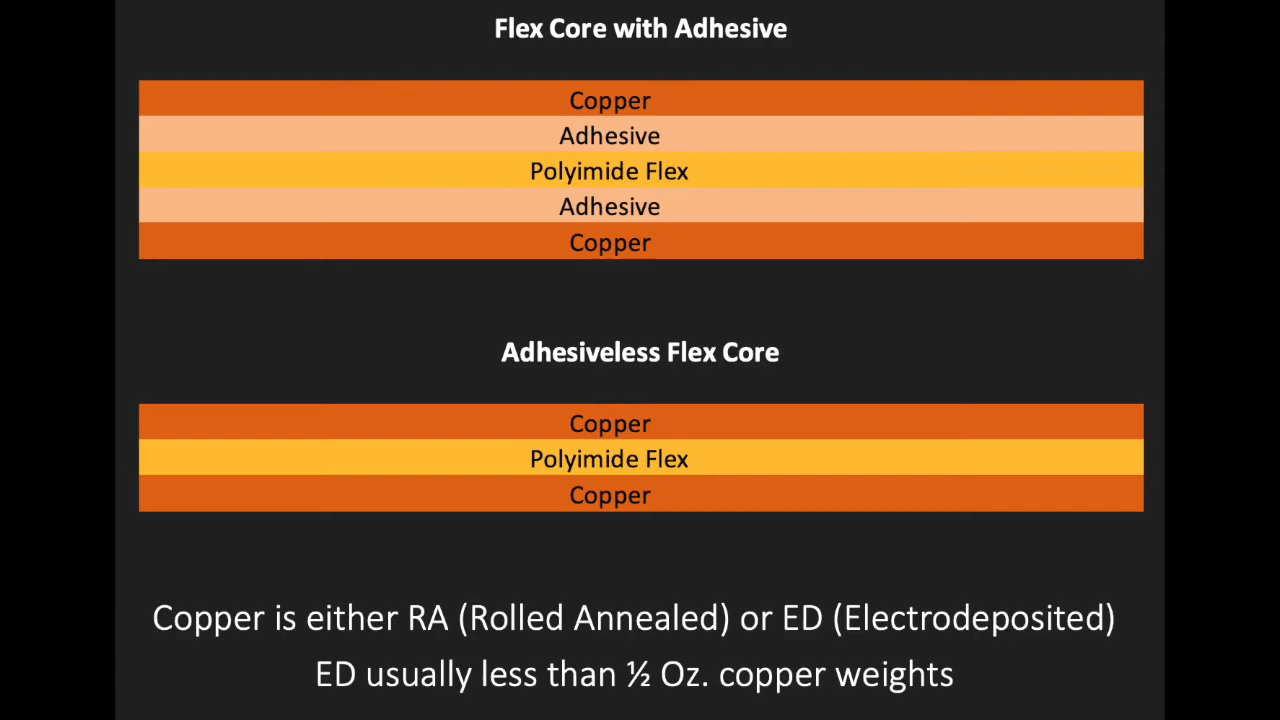 Flex Core with Adhesive
Copper
Adhesive
Polyimide Flex
Adhesive
Copper
Adhesiveless Flex Core
Copper
Polyimide Flex
Copper
Copper is either RA (Rolled Annealed) or ED (Electrodeposited)
ED usually less than ½ Oz. copper weights